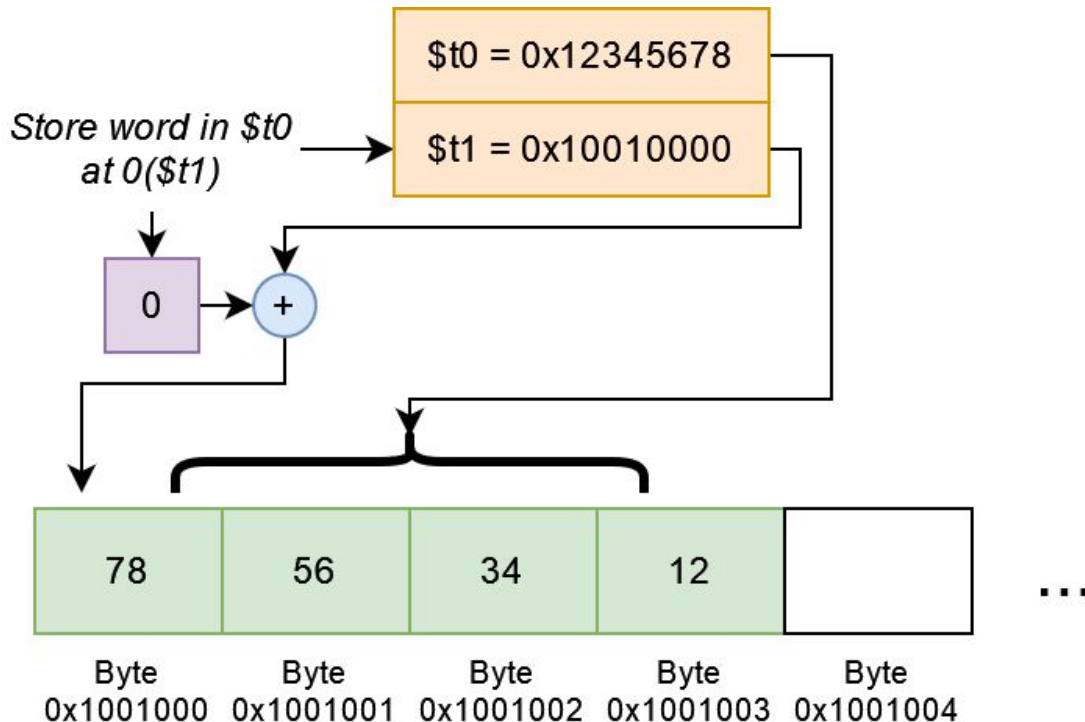 $t0 = 0x12345678
Store word in $t0
at 0($t1)
$t1 = 0x10010000
0
+
78
56
34
12
...
Byte
0x1001000
Byte
0x1001001
Byte
0x1001002
Byte
0x1001003
Byte
0x1001004